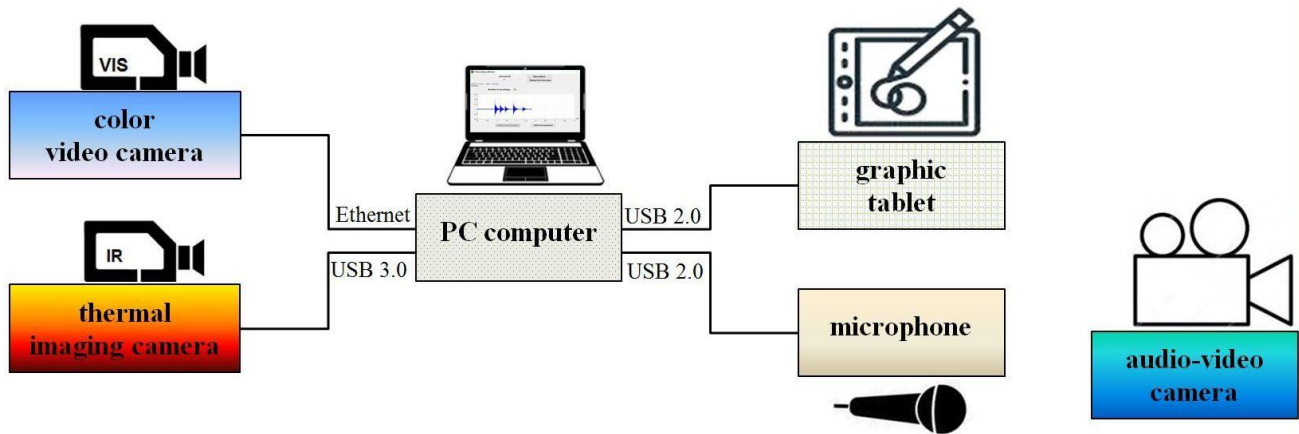 VIS
color
video camera
Ethernet
IR
thermal
imaging camera
USB 3.0
PC computer
USB 2.0
USB 2.0
graphic
tablet
microphone
audio-video
camera